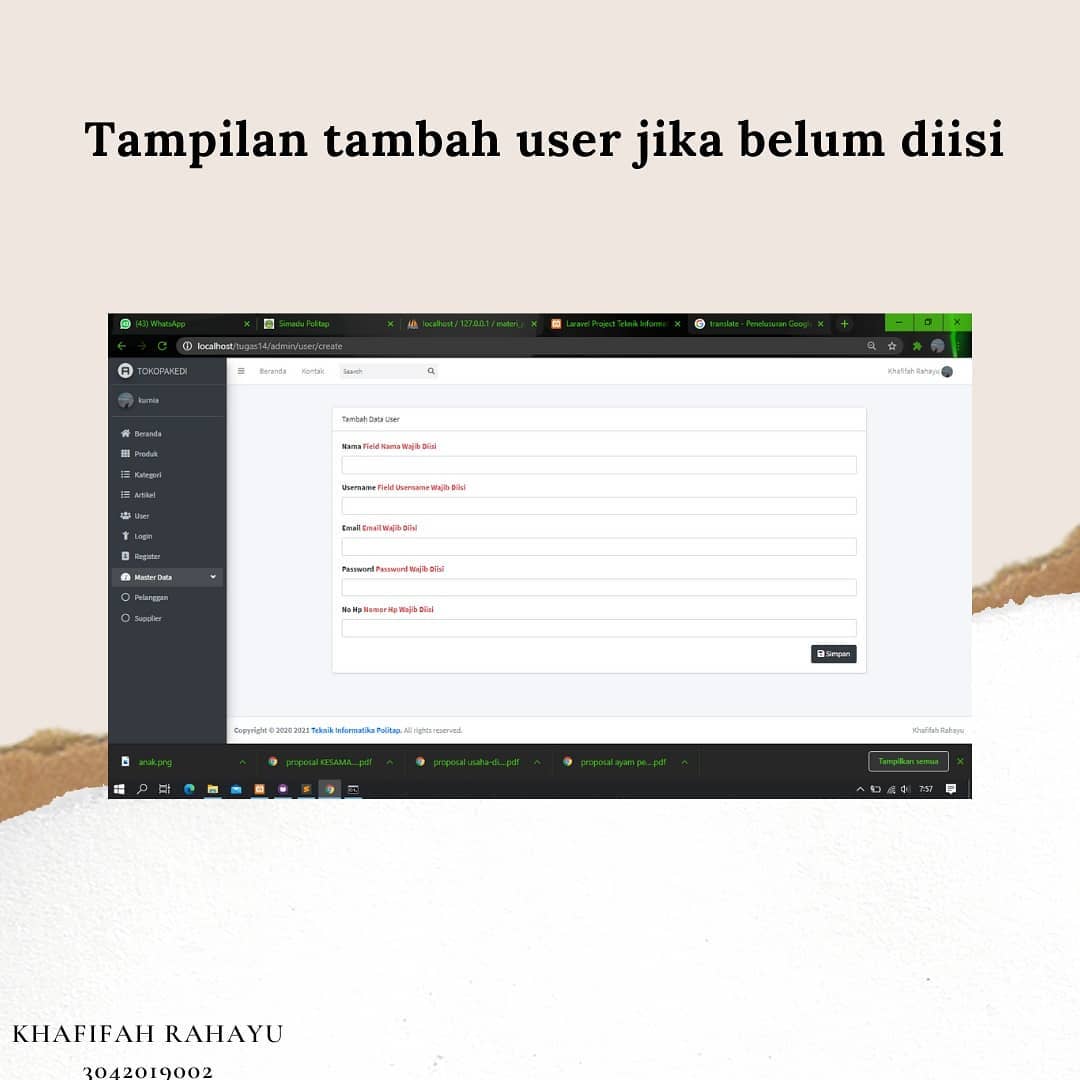 Tampilan tambah user jika belum diisi
(43) WhatsApp
Simadu Politap
localhost / 127.0.0.1 / materi_
Laravel Project Teknik Informa
translate - Penelusuran Googl
localhost/tugas14/admin/user/create
TOKOPAKEDI
Beranda
Kontak
Search
Khafifah Rahayu
kurnia
Beranda
Produk
Kategori
Artikel
User
Login
Register
Master Data
Pelanggan
Supplier
Tambah Data User
Nama Field Nama Wajib Diisi
Username Field Username Wajib Diisi
Email Email Wajib Diisi
Password Password Wajib Diisi
No Hp Nomor Hp Wajib Diisi
Simpan
Copyright © 2020 2021 Teknik Informatika Politap. All rights reserved.
Khafifah Rahayu
anak.png
proposal KESAMA....pdf
proposal usaha-di....pdf
proposal ayam pe....pdf
Tampilkan semua
7:57
KHAFIFAH RAHAYU
3042019002